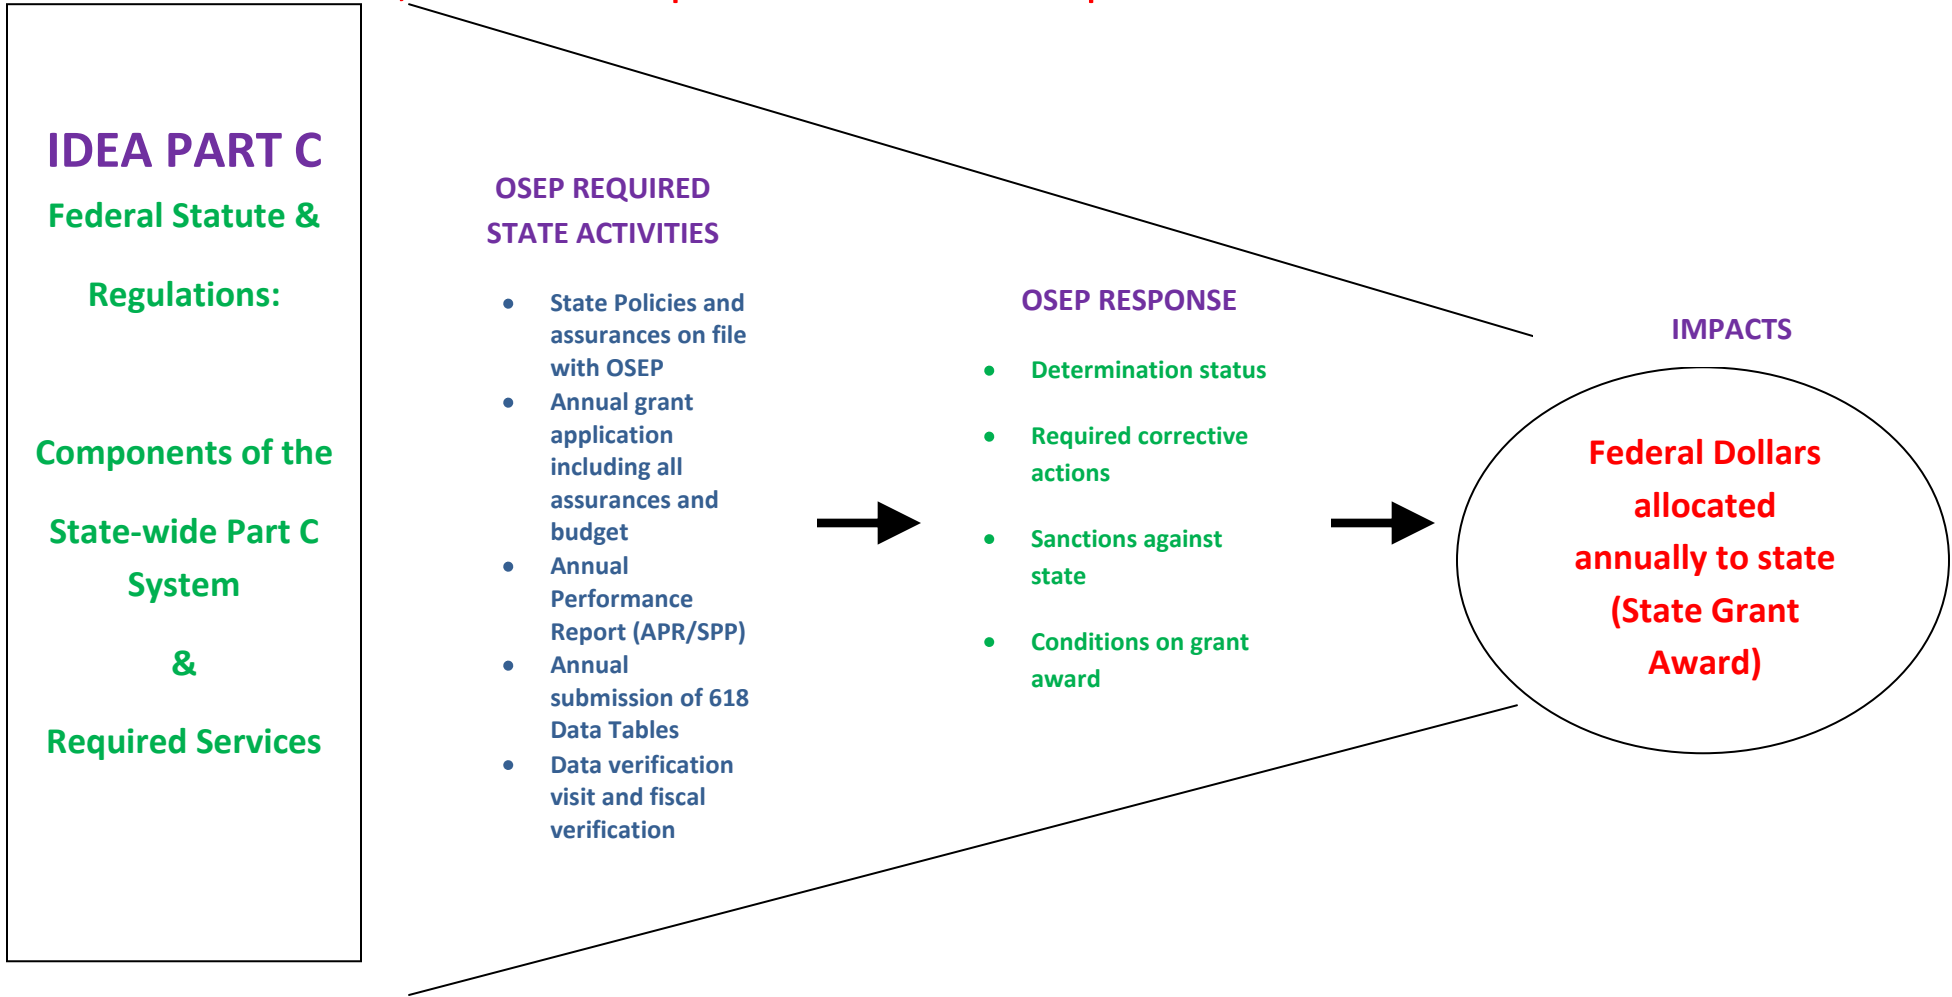 IDEA PART C
Federal Statute &
Regulations:
Components of the
State-wide Part C
System
&
Required Services
OSEP REQUIRED
STATE ACTIVITIES
• State Policies and
assurances on file
with OSEP
• Annual grant
application
including all
assurances and
budget
• Annual
Performance
Report (APR/SPP)
• Annual
submission of 618
Data Tables
• Data verification
visit and fiscal
verification
OSEP RESPONSE
• Determination status
• Required corrective
actions
• Sanctions against
state
• Conditions on grant
award
IMPACTS
Federal Dollars
allocated
annually to state
(State Grant
Award)